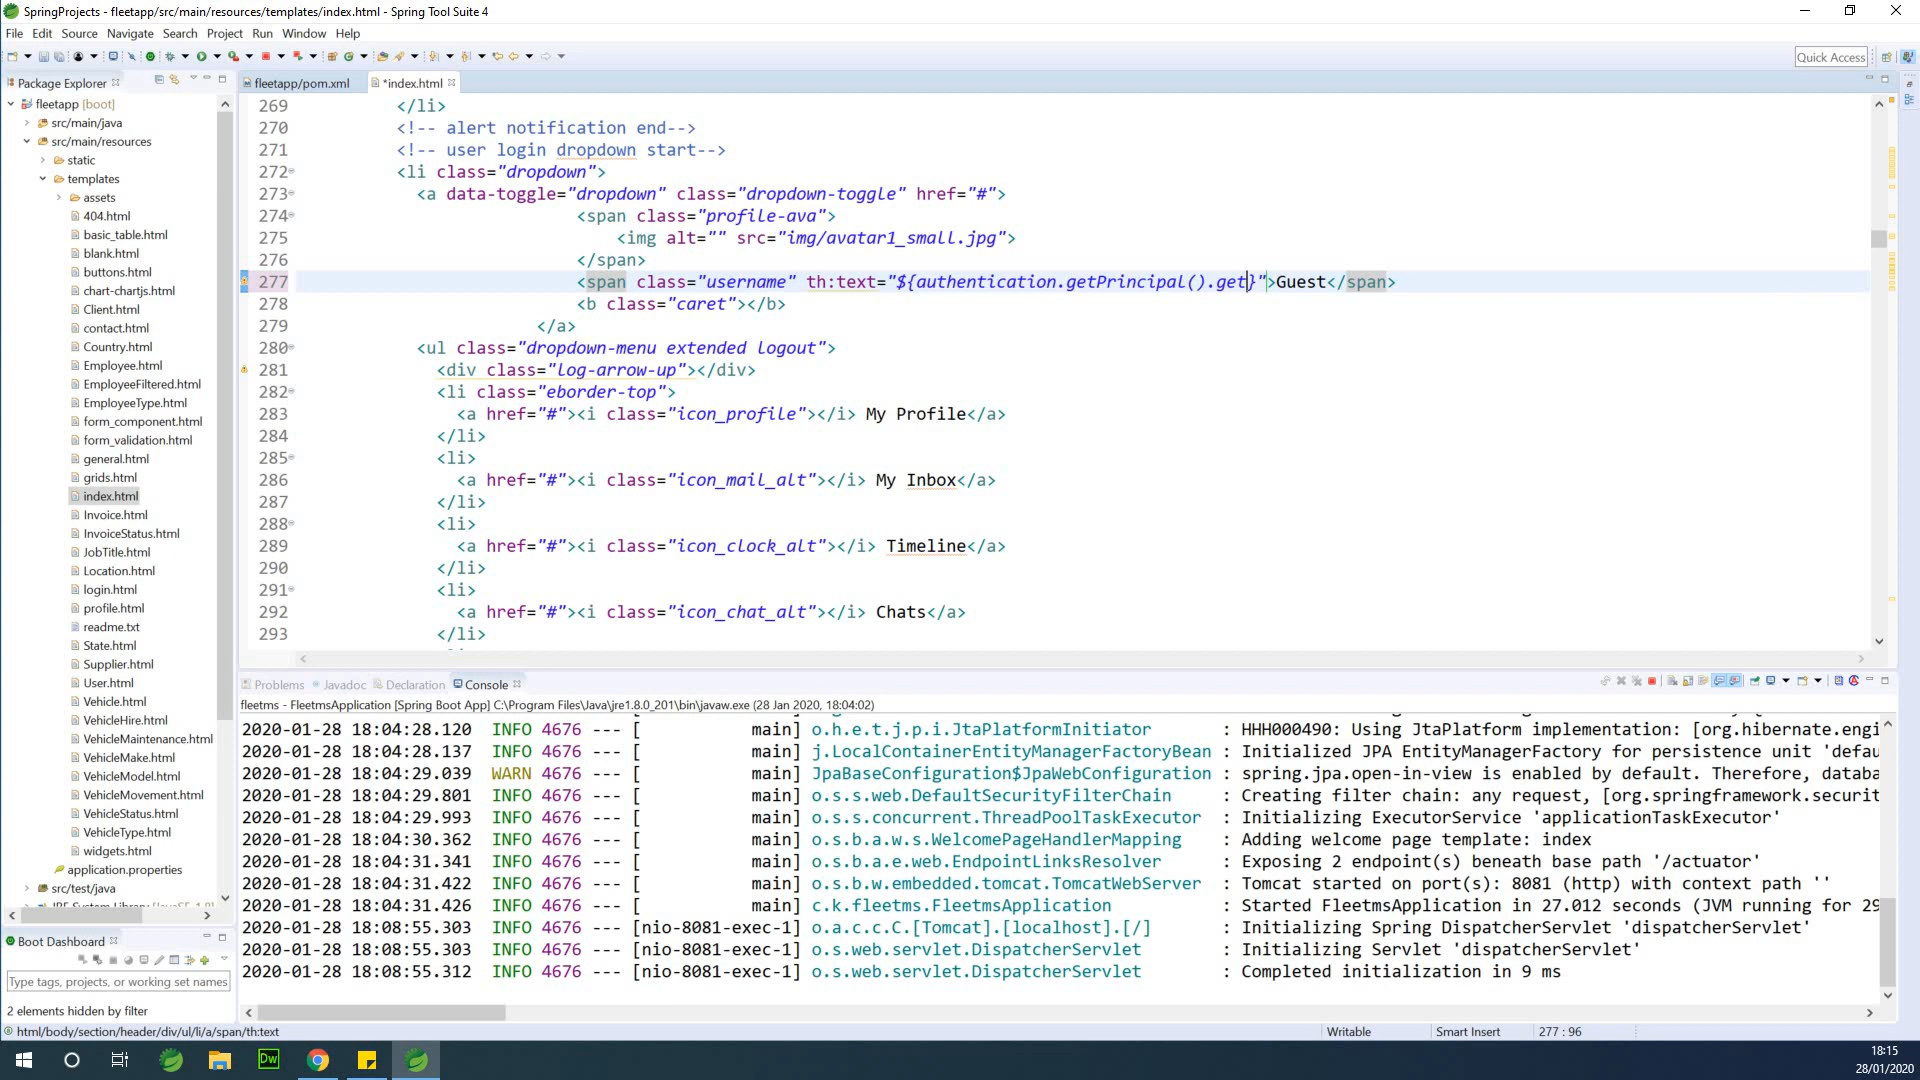 SpringProjects - fleetapp/src/main/resources/templates/index.html - Spring Tool Suite 4
File Edit Source Navigate Search Project Run Window Help
Quick Access
Package Explorer
fleetapp/pom.xml
*index.html
fleetapp [boot]
src/main/java
src/main/resources
static
templates
assets
404.html
basic_table.html
blank.html
buttons.html
chart-chartjs.html
Client.html
contact.html
Country.html
Employee.html
EmployeeFiltered.html
EmployeeType.html
form_component.html
form_validation.html
general.html
grids.html
index.html
Invoice.html
InvoiceStatus.html
JobTitle.html
Location.html
login.html
profile.html
readme.txt
State.html
Supplier.html
User.html
Vehicle.html
VehicleHire.html
VehicleMaintenance.html
VehicleMake.html
VehicleModel.html
VehicleMovement.html
VehicleStatus.html
VehicleType.html
widgets.html
application.properties
src/test/java
269 </li>
270 <!-- alert notification end-->
271 <!-- user login dropdown start-->
272 <li class="dropdown">
273 <a data-toggle="dropdown" class="dropdown-toggle" href="#">
274 <span class="profile-ava">
275 <img alt="" src="img/avatar1_small.jpg">
276 </span>
277 <span class="username" th:text="${authentication.getPrincipal().get}">Guest</span>
278 <b class="caret"></b>
279 </a>
280 <ul class="dropdown-menu extended logout">
281 <div class="log-arrow-up"></div>
282 <li class="eborder-top">
283 <a href="#"><i class="icon_profile"></i> My Profile</a>
284 </li>
285 <li>
286 <a href="#"><i class="icon_mail_alt"></i> My Inbox</a>
287 </li>
288 <li>
289 <a href="#"><i class="icon_clock_alt"></i> Timeline</a>
290 </li>
291 <li>
292 <a href="#"><i class="icon_chat_alt"></i> Chats</a>
293 </li>
Problems Javadoc Declaration Console
fleetms - FleetmsApplication [Spring Boot App] C:\Program Files\Java\jre1.8.0_201\bin\javaw.exe (28 Jan 2020, 18:04:02)
2020-01-28 18:04:28.120 INFO 4676 --- [ main] o.h.e.t.j.p.i.JtaPlatformInitiator : HHH000490: Using JtaPlatform implementation: [org.hibernate.engi
2020-01-28 18:04:28.137 INFO 4676 --- [ main] j.LocalContainerEntityManagerFactoryBean : Initialized JPA EntityManagerFactory for persistence unit 'defau
2020-01-28 18:04:29.039 WARN 4676 --- [ main] JpaBaseConfiguration$JpaWebConfiguration : spring.jpa.open-in-view is enabled by default. Therefore, databa
2020-01-28 18:04:29.801 INFO 4676 --- [ main] o.s.s.web.DefaultSecurityFilterChain : Creating filter chain: any request, [org.springframework.securit
2020-01-28 18:04:29.993 INFO 4676 --- [ main] o.s.s.concurrent.ThreadPoolTaskExecutor : Initializing ExecutorService 'applicationTaskExecutor'
2020-01-28 18:04:30.362 INFO 4676 --- [ main] o.s.b.a.w.s.WelcomePageHandlerMapping : Adding welcome page template: index
2020-01-28 18:04:31.341 INFO 4676 --- [ main] o.s.b.a.e.web.EndpointLinksResolver : Exposing 2 endpoint(s) beneath base path '/actuator'
2020-01-28 18:04:31.422 INFO 4676 --- [ main] o.s.b.w.embedded.tomcat.TomcatWebServer : Tomcat started on port(s): 8081 (http) with context path ''
2020-01-28 18:04:31.426 INFO 4676 --- [ main] c.k.fleetms.FleetmsApplication : Started FleetmsApplication in 27.012 seconds (JVM running for 29
2020-01-28 18:08:55.303 INFO 4676 --- [nio-8081-exec-1] o.a.c.c.C.[Tomcat].[localhost].[/] : Initializing Spring DispatcherServlet 'dispatcherServlet'
2020-01-28 18:08:55.303 INFO 4676 --- [nio-8081-exec-1] o.s.web.servlet.DispatcherServlet : Initializing Servlet 'dispatcherServlet'
2020-01-28 18:08:55.312 INFO 4676 --- [nio-8081-exec-1] o.s.web.servlet.DispatcherServlet : Completed initialization in 9 ms
Boot Dashboard
Type tags, projects, or working set names
2 elements hidden by filter
html/body/section/header/div/ul/li/a/span/th:text
Writable
Smart Insert
277 : 96
Dw
18:15
28/01/2020